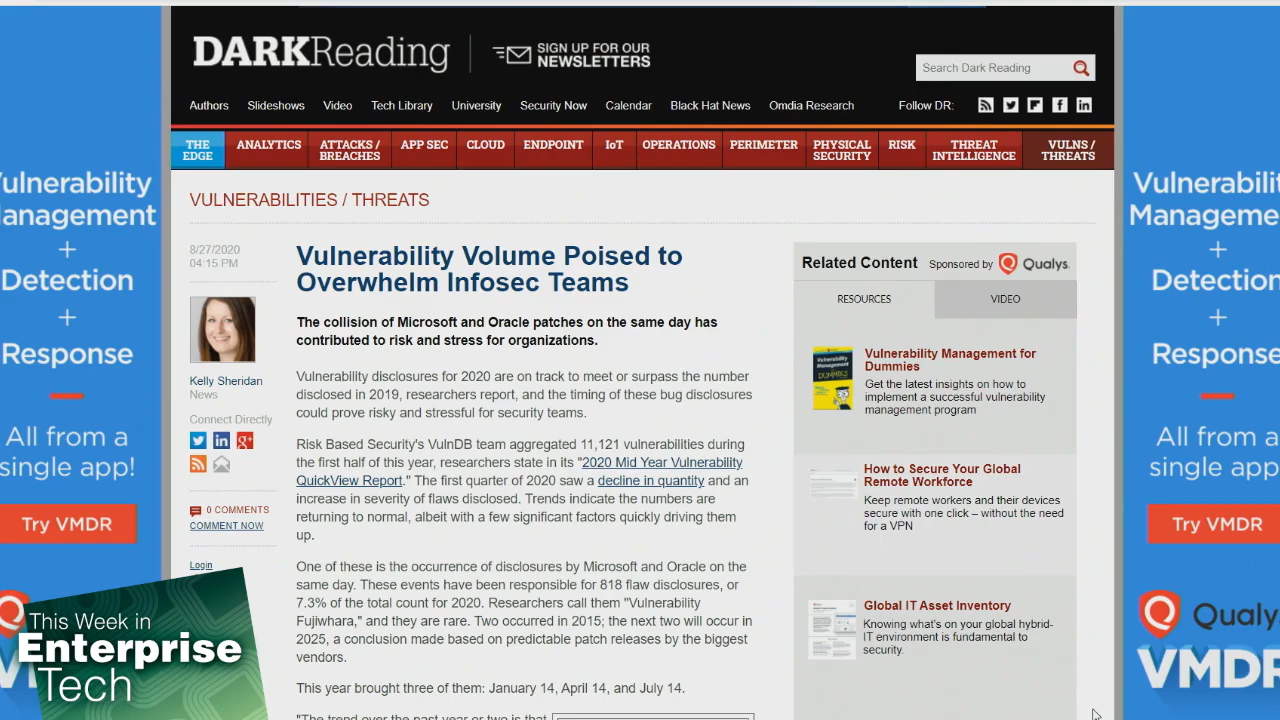 DARKReading
SIGN UP FOR OUR
NEWSLETTERS
Search Dark Reading
Authors Slideshows Video Tech Library University Security Now Calendar Black Hat News Omdia Research Follow DR:
THE EDGE ANALYTICS ATTACKS / BREACHES APP SEC CLOUD ENDPOINT IoT OPERATIONS PERIMETER PHYSICAL SECURITY RISK THREAT INTELLIGENCE VULNS / THREATS
VULNERABILITIES / THREATS
8/27/2020
04:15 PM
Kelly Sheridan
News
Connect Directly
0 COMMENTS
COMMENT NOW
Login
Vulnerability Volume Poised to
Overwhelm Infosec Teams
The collision of Microsoft and Oracle patches on the same day has
contributed to risk and stress for organizations.
Vulnerability disclosures for 2020 are on track to meet or surpass the number
disclosed in 2019, researchers report, and the timing of these bug disclosures
could prove risky and stressful for security teams.
Risk Based Security's VulnDB team aggregated 11,121 vulnerabilities during
the first half of this year, researchers state in its "2020 Mid Year Vulnerability
QuickView Report." The first quarter of 2020 saw a decline in quantity and an
increase in severity of flaws disclosed. Trends indicate the numbers are
returning to normal, albeit with a few significant factors quickly driving them
up.
One of these is the occurrence of disclosures by Microsoft and Oracle on the
same day. These events have been responsible for 818 flaw disclosures, or
7.3% of the total count for 2020. Researchers call them "Vulnerability
Fujiwhara," and they are rare. Two occurred in 2015; the next two will occur in
2025, a conclusion made based on predictable patch releases by the biggest
vendors.
This year brought three of them: January 14, April 14, and July 14.
"The trend over the past year or two is that
Related Content Sponsored by Qualys.
RESOURCES VIDEO
Vulnerability Management DUMMIES
Vulnerability Management for
Dummies
Get the latest insights on how to
implement a successful vulnerability
management program
How to Secure Your Global
Remote Workforce
Keep remote workers and their devices
secure with one click – without the need
for a VPN
Global IT Asset Inventory
Knowing what's on your global hybrid-
IT environment is fundamental to
security.
ulnerability
anagement
+
Detection
+
Response
All from a
single app!
Try VMDR
Vulnerabilit
Manageme
+
Detectio
+
Respons
All from a
single app
Try VMDR
Qualys
VMDR
This Week in
Enterprise
Tech